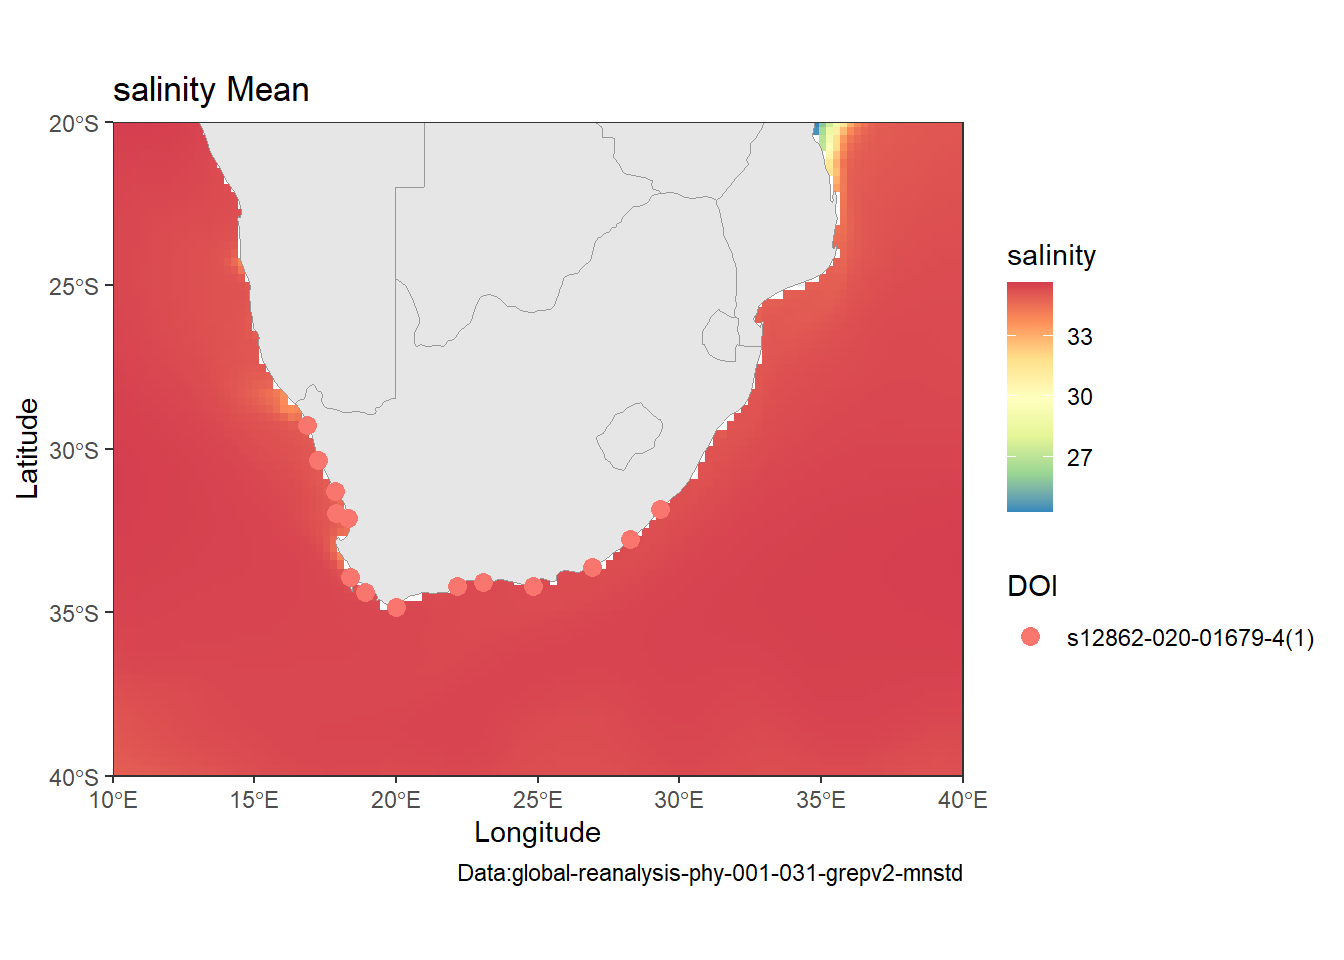 salinity Mean
20°S
25°S
30°S
35°S
40°S
Latitude
10°E
15°E
20°E
25°E
30°E
35°E
40°E
Longitude
Data:global-reanalysis-phy-001-031-grepv2-mnstd
salinity
33
30
27
DOI
s12862-020-01679-4(1)